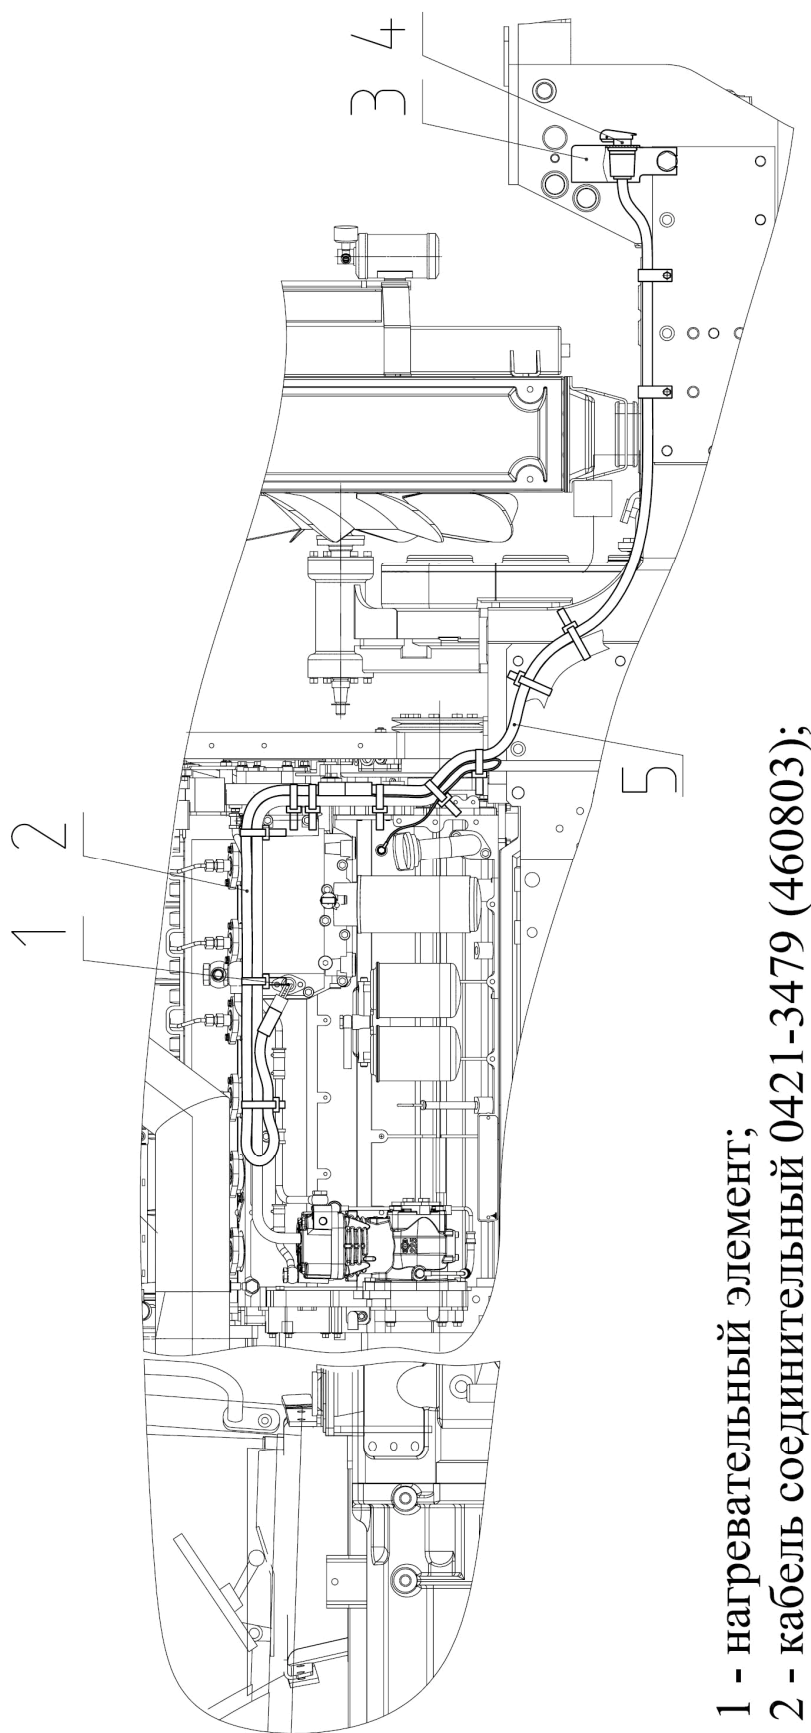 1
2
3
4
5
1 - нагревательный элемент;
2 - кабель соединительный 0421-3479 (460803);